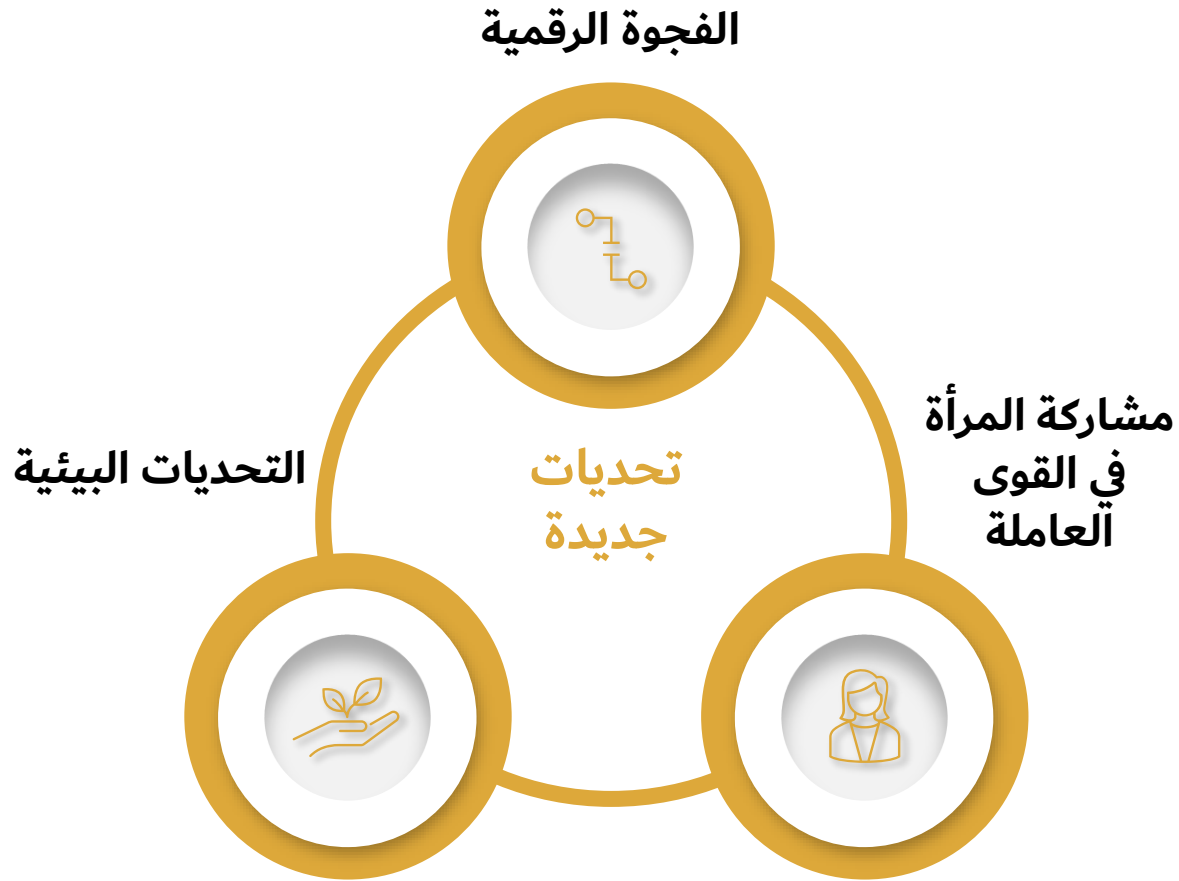 الفجوة الرقمية
مشاركة المرأة
في القوى
العاملة
تحديات
جديدة
التحديات البيئية